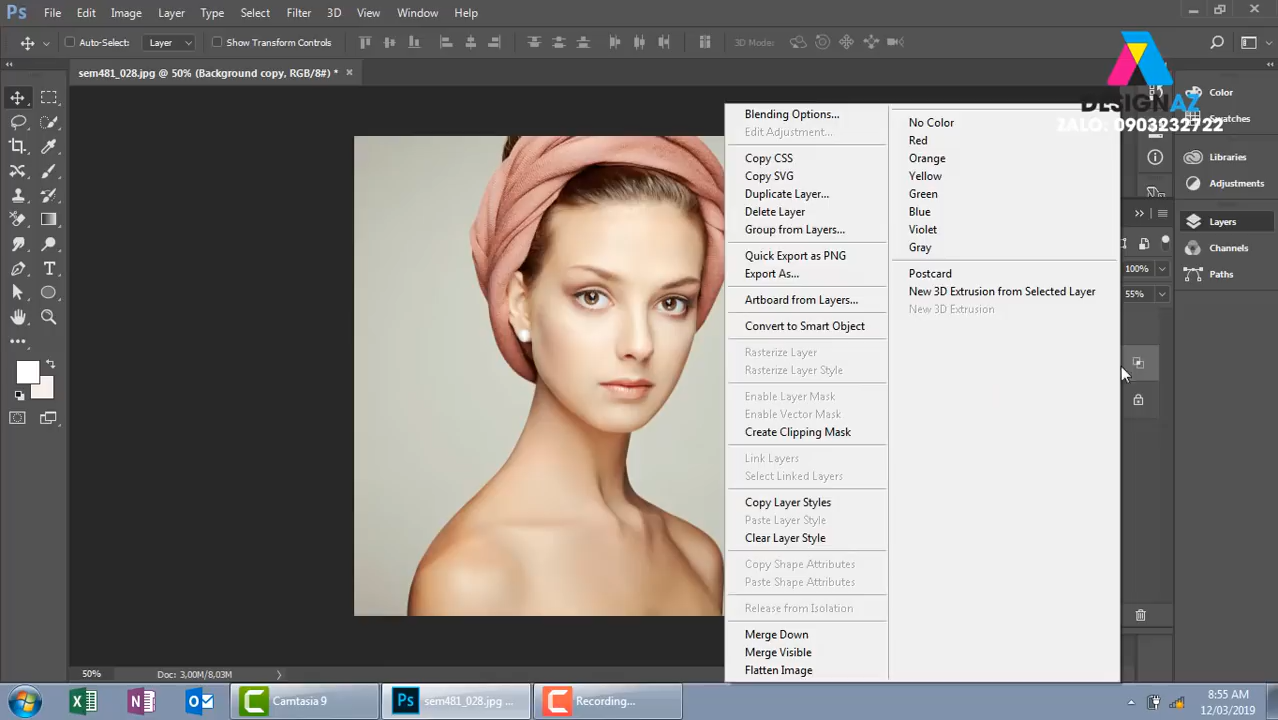 Ps File Edit Image Layer Type Select Filter 3D View Window Help
Auto-Select: Layer Show Transform Controls 3D Mode:
sem481_028.jpg @ 50% (Background copy, RGB/8#) * ×
DESIGNAZ
ZALO: 0903232722
Color
Swatches
Libraries
Adjustments
Layers
Channels
Paths
100%
55%
Blending Options...
Edit Adjustment...
Copy CSS
Copy SVG
Duplicate Layer...
Delete Layer
Group from Layers...
Quick Export as PNG
Export As...
Artboard from Layers...
Convert to Smart Object
Rasterize Layer
Rasterize Layer Style
Enable Layer Mask
Enable Vector Mask
Create Clipping Mask
Link Layers
Select Linked Layers
Copy Layer Styles
Paste Layer Style
Clear Layer Style
Copy Shape Attributes
Paste Shape Attributes
Release from Isolation
Merge Down
Merge Visible
Flatten Image
No Color
Red
Orange
Yellow
Green
Blue
Violet
Gray
Postcard
New 3D Extrusion from Selected Layer
New 3D Extrusion
50% Doc: 3,00M/8,03M
Camtasia 9
Ps sem481_028.jpg ...
Recording...
8:55 AM
12/03/2019